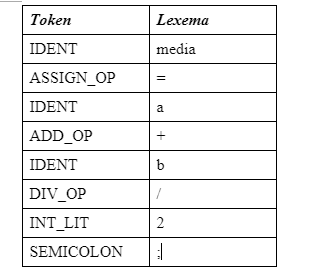 Token Lexema
IDENT media
ASSIGN_OP =
IDENT a
ADD_OP +
IDENT b
DIV_OP /
INT_LIT 2
SEMICOLON ;